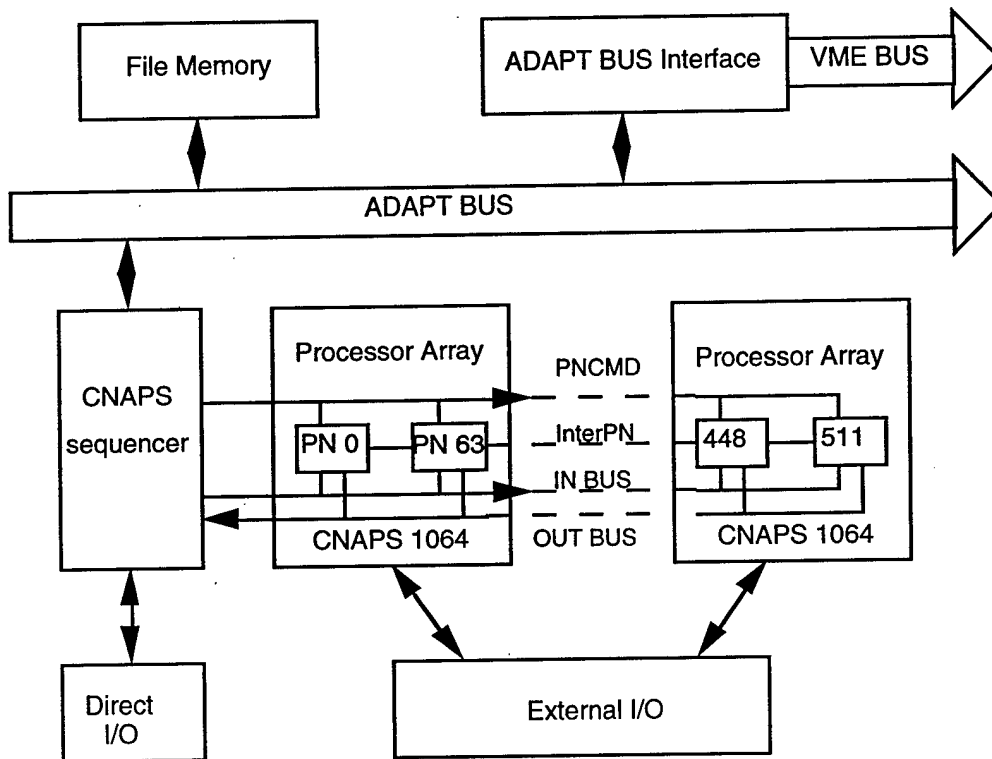 File Memory
ADAPT BUS Interface
VME BUS
ADAPT BUS
CNAPS
sequencer
Processor Array
PN 0
PN 63
CNAPS 1064
PNCMD
InterPN
IN BUS
OUT BUS
Processor Array
448
511
CNAPS 1064
Direct
I/O
External I/O